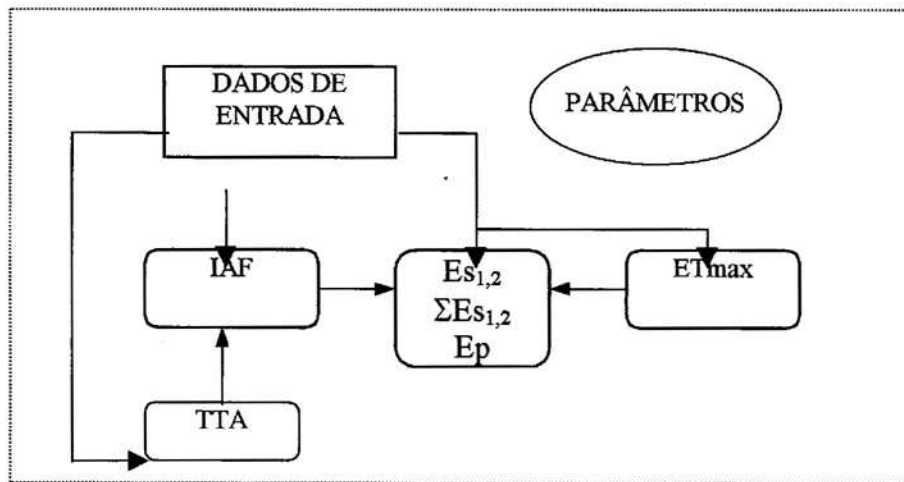 DADOS DE
ENTRADA
PARÂMETROS
IAF
Es₁,₂
ΣEs₁,₂
Ep
ETmax
TTA